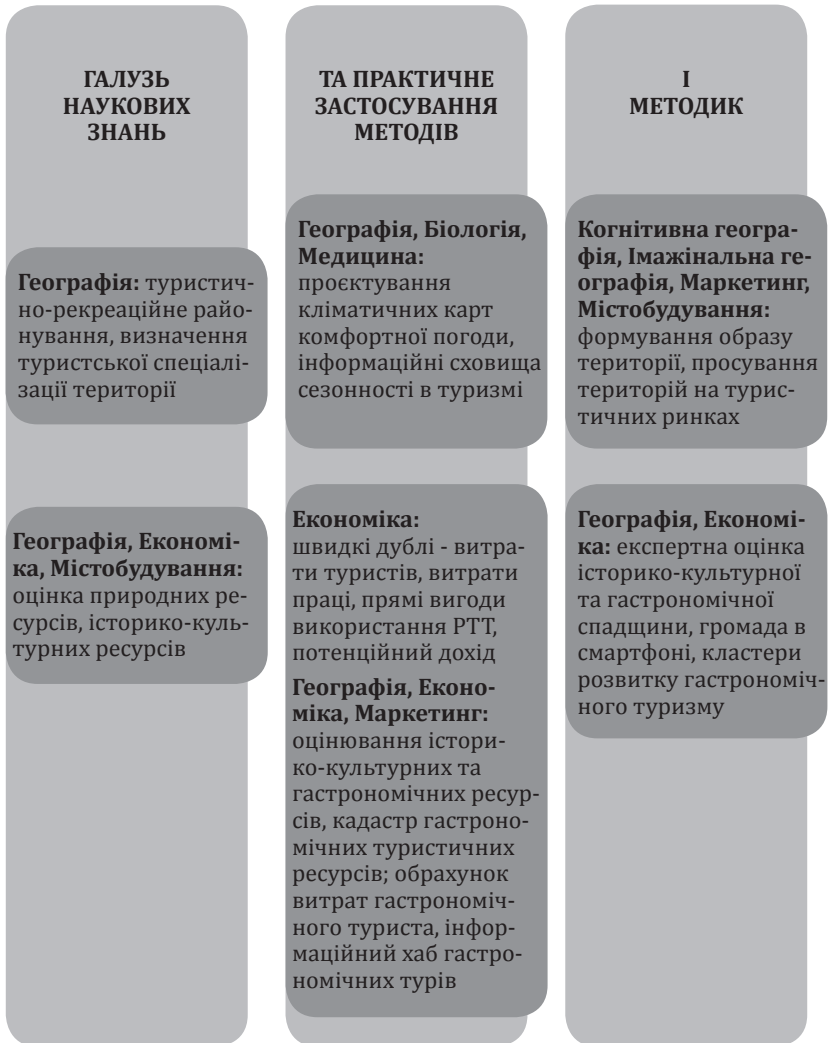 ГАЛУЗЬ
НАУКОВИХ
ЗНАНЬ
Географія: туристич-
но-рекреаційне райо-
нування, визначення
туристської спеціалі-
зації території
Географія, Економі-
ка, Містобудування:
оцінка природних ре-
сурсів, історико-куль-
турних ресурсів
ТА ПРАКТИЧНЕ
ЗАСТОСУВАННЯ
МЕТОДІВ
Географія, Біологія,
Медицина:
проєктування
кліматичних карт
комфортної погоди,
інформаційні сховища
сезонності в туризмі
Економіка:
швидкі дублі - витра-
ти туристів, витрати
праці, прямі вигоди
використання РТТ,
потенційний дохід
Географія, Еконо-
міка, Маркетинг:
оцінювання істори-
ко-культурних та
гастрономічних ресур-
сів, кадастр гастроно-
мічних туристичних
ресурсів; обрахунок
витрат гастрономіч-
ного туриста, інфор-
маційний хаб гастро-
номічних турів
І
МЕТОДИК
Когнітивна геогра-
фія, Імажінальна ге-
ографія, Маркетинг,
Містобудування:
формування образу
території, просування
територій на турис-
тичних ринках
Географія, Економі-
ка: експертна оцінка
історико-культурної
та гастрономічної
спадщини, громада в
смартфоні, кластери
розвитку гастрономіч-
ного туризму